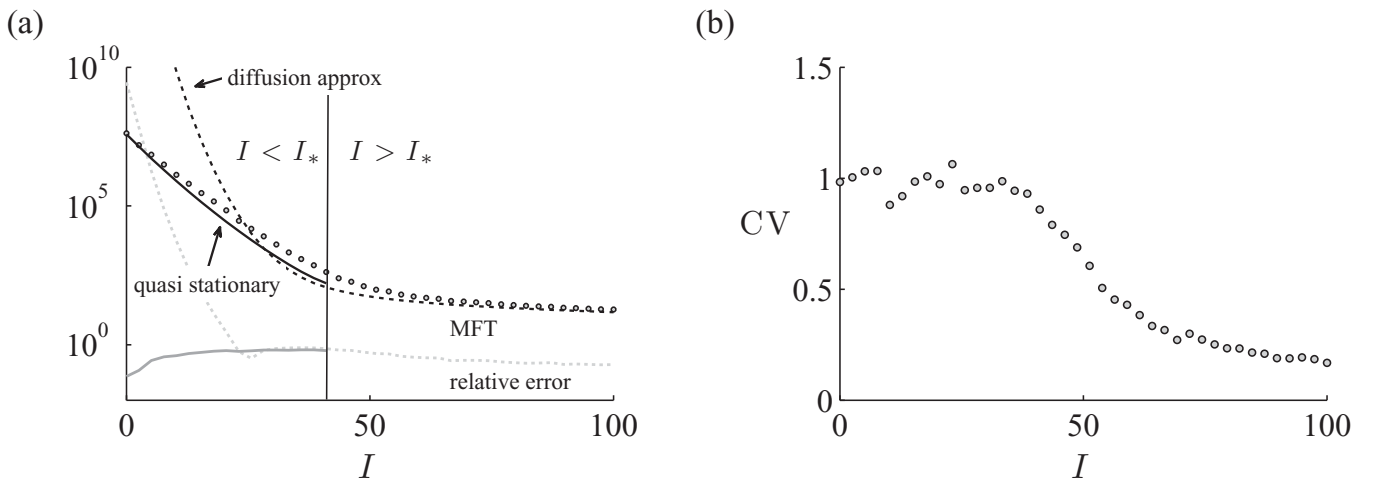 (a)
10^10
10^5
10^0
diffusion approx
I < I_* I > I_*
quasi stationary
MFT
relative error
0 50 100
I
(b)
1.5
1
0.5
0
CV
0 50 100
I